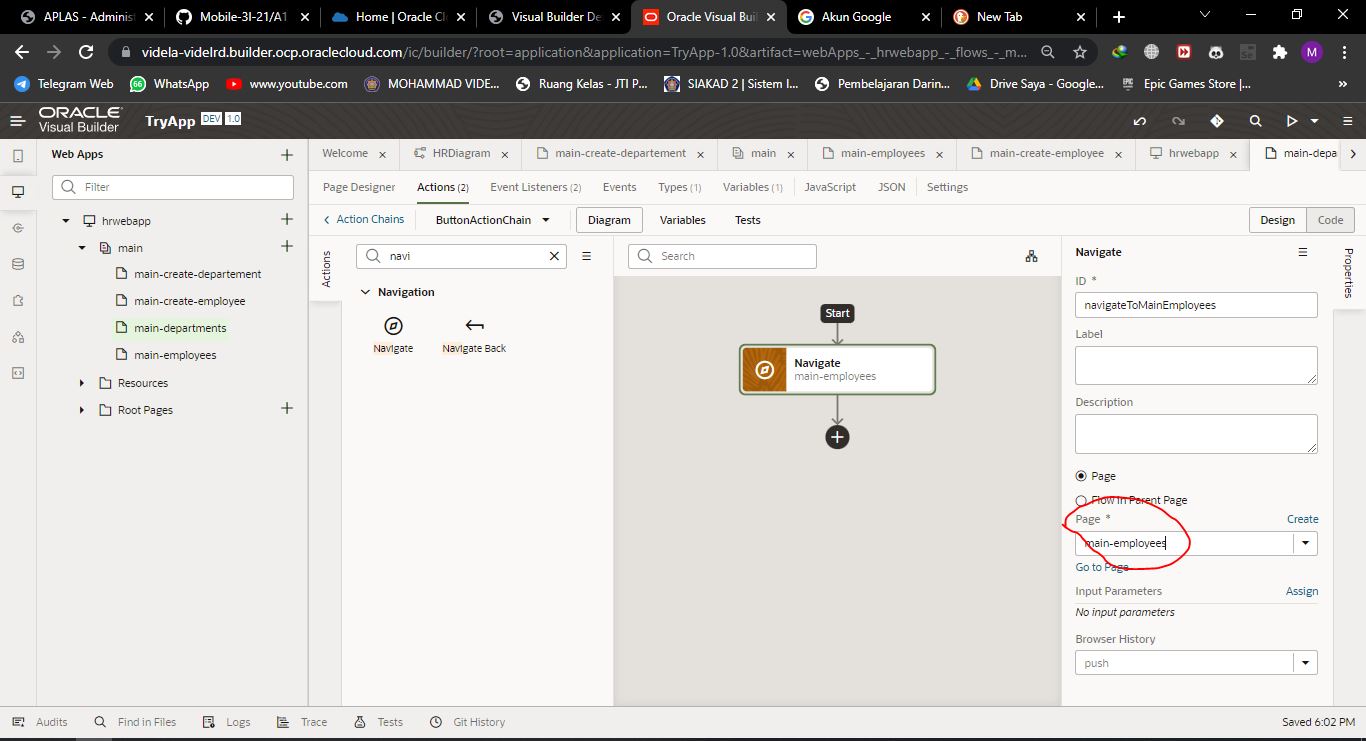 APLAS - Adminis
Mobile-3I-21/A1
Home | Oracle Cl
Visual Builder De
Oracle Visual Buil
Akun Google
New Tab
videla-videlrd.builder.ocp.oraclecloud.com/ic/builder/?root=application&application=TryApp-1.0&artifact=webApps_-_hrwebapp_-_flows_-_m...
M
Telegram Web
66
WhatsApp
www.youtube.com
MOHAMMAD VIDE...
Ruang Kelas - JTI P...
SIAKAD 2 | Sistem I...
Pembelajaran Darin...
Drive Saya - Google...
Epic Games Store |...
»
ORACLE
Visual Builder
TryApp
DEV
1.0
Web Apps
Welcome
HRDiagram
main-create-departement
main
main-employees
main-create-employee
hrwebapp
main-depa
Filter
Page Designer
Actions (2)
Event Listeners (2)
Events
Types (1)
Variables (1)
JavaScript
JSON
Settings
hrwebapp
main
main-create-departement
main-create-employee
main-departments
main-employees
Resources
Root Pages
Action Chains
ButtonActionChain
Diagram
Variables
Tests
Design
Code
Actions
navi
Navigation
Navigate
Navigate Back
Search
Start
Navigate
main-employees
Navigate
Properties
ID *
navigateToMainEmployees
Label
Description
Page
Flow in Parent Page
Page *
Create
main-employees
Go to Page
Input Parameters
Assign
No input parameters
Browser History
push
Audits
Find in Files
Logs
Trace
Tests
Git History
Saved 6:02 PM